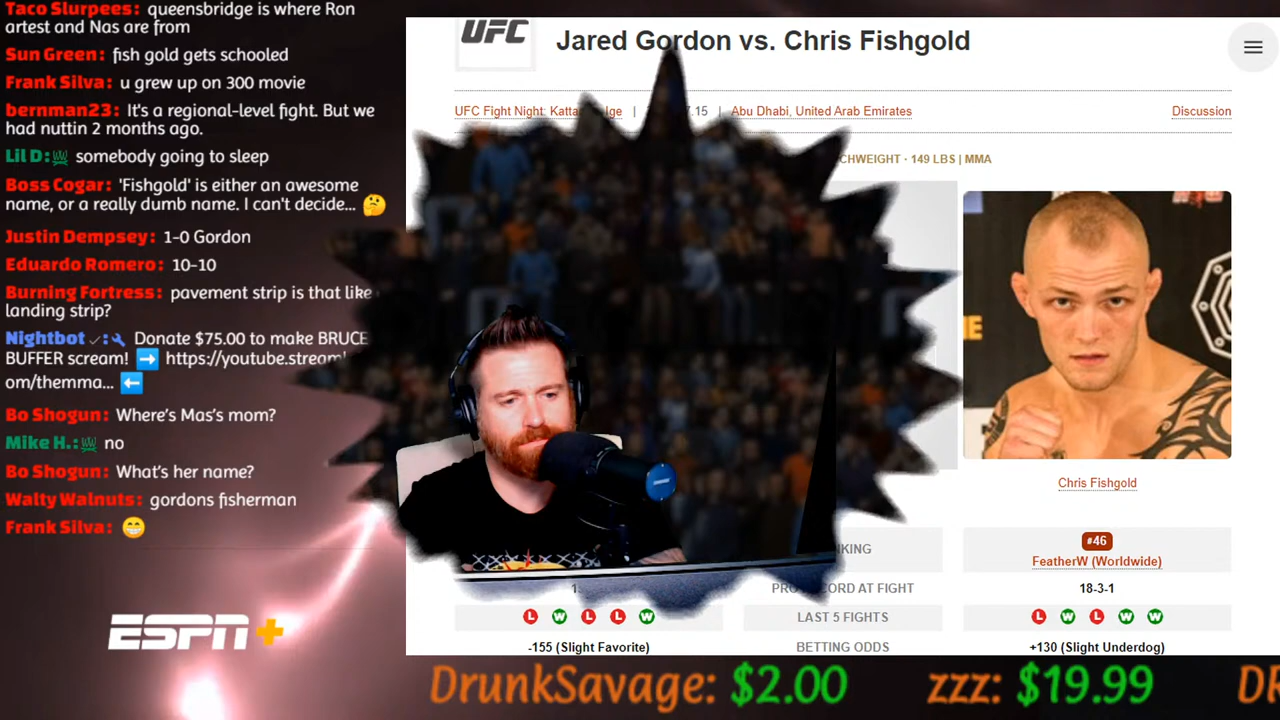 Taco Slurpees: queensbridge is where Ron
artest and Nas are from
Sun Green: fish gold gets schooled
Frank Silva: u grew up on 300 movie
bernman23: It's a regional-level fight. But we
had nuttin 2 months ago.
Lil D: somebody going to sleep
Boss Cogar: 'Fishgold' is either an awesome
name, or a really dumb name. I can't decide... 🤔
Justin Dempsey: 1-0 Gordon
Eduardo Romero: 10-10
Burning Fortress: pavement strip is that like
landing strip?
Nightbot: Donate $75.00 to make BRUCE
BUFFER scream! ➡️ https://youtube.stream
om/themma... ⬅️
Bo Shogun: Where's Mas's mom?
Mike H.: no
Bo Shogun: What's her name?
Walty Walnuts: gordons fisherman
Frank Silva: 😁
ESPN+
UFC
Jared Gordon vs. Chris Fishgold
UFC Fight Night: Katta ge | 7.15 | Abu Dhabi, United Arab Emirates
Discussion
CHWEIGHT · 149 LBS | MMA
Chris Fishgold
KING
#46
FeatherW (Worldwide)
PRO CORD AT FIGHT
18-3-1
L W L L W
LAST 5 FIGHTS
L W L W W
-155 (Slight Favorite)
BETTING ODDS
+130 (Slight Underdog)
DrunkSavage: $2.00 zzz: $19.99 DR